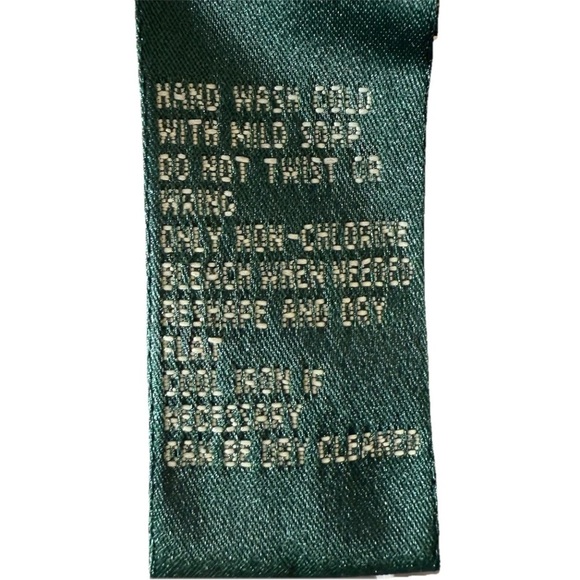 HAND WASH COLD
WITH MILD SOAP
DO NOT TWIST OR
WRING
ONLY NON-CHLORINE
BLEACH WHEN NEEDED
RESHAPE AND DRY
FLAT
COOL IRON IF
NECESSARY
CAN BE DRY CLEANED